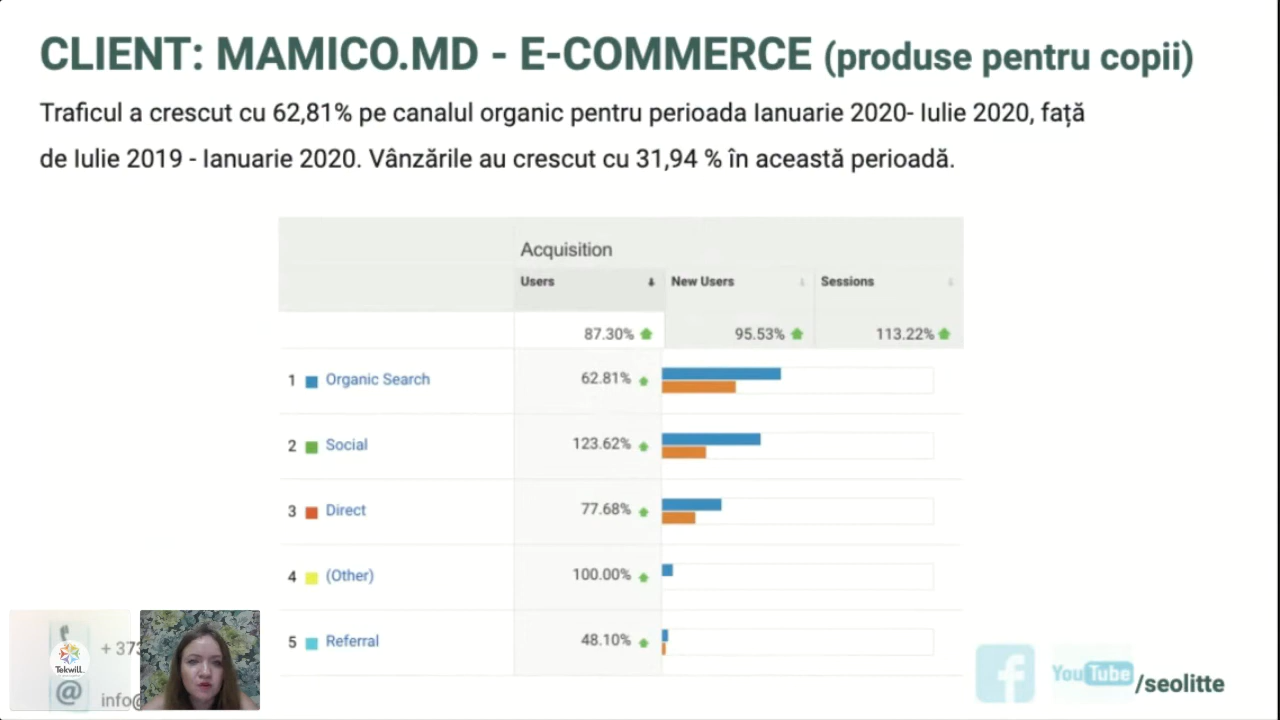 CLIENT: MAMICO.MD - E-COMMERCE (produse pentru copii)
Traficul a crescut cu 62,81% pe canalul organic pentru perioada Ianuarie 2020- Iulie 2020, față
de Iulie 2019 - Ianuarie 2020. Vânzările au crescut cu 31,94 % în această perioadă.
Acquisition
Users New Users Sessions
87.30% 95.53% 113.22%
1 Organic Search 62.81%
2 Social 123.62%
3 Direct 77.68%
4 (Other) 100.00%
5 Referral 48.10%
+ 373
Tekwill
@ info@
f YouTube /seolitte